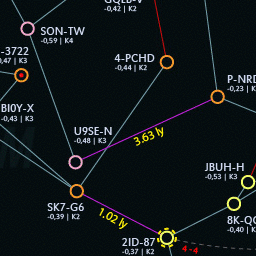 -0,42 | K2
SON-TW
-0,59 | K4
-3722
-0,47 | K3
4-PCHD
-0,44 | K2
P-NRD
-0,23 | K
BI0Y-X
-0,43 | K3
U9SE-N
-0,48 | K3
3.63 ly
JBUH-H
-0,53 | K3
SK7-G6
-0,39 | K2
1.02 ly
8K-QC
-0,40 |
2ID-87
-0,37 | K2
4-4